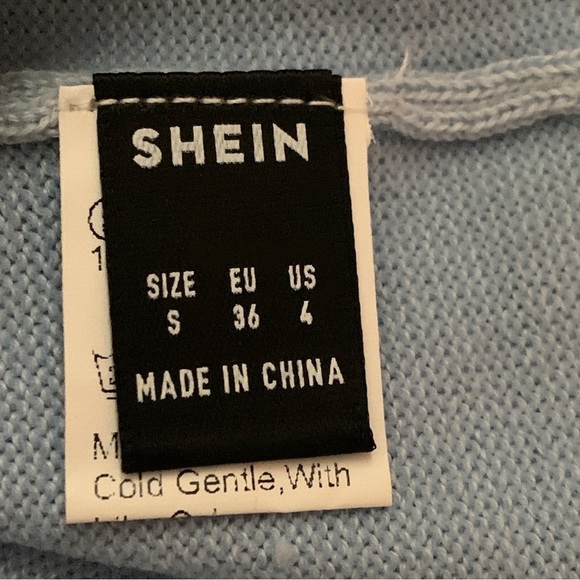 SHEIN
SIZE EU US
S 36 4
MADE IN CHINA
Cold Gentle,With